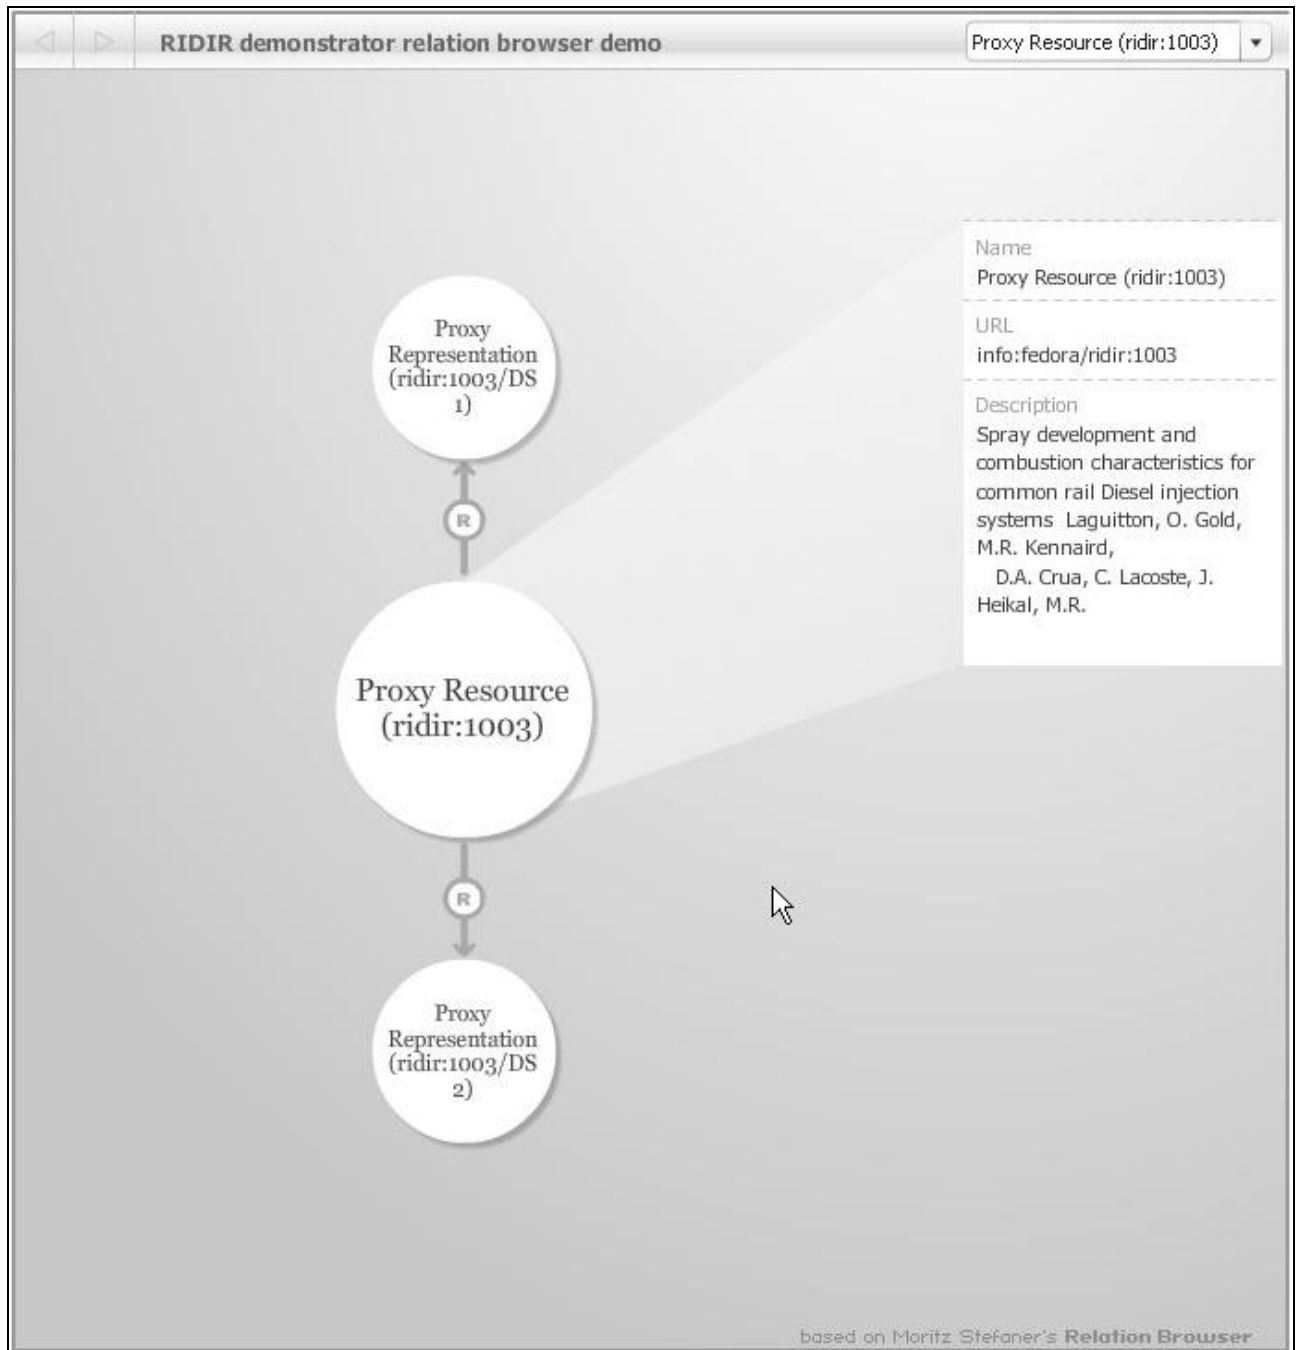 RIDIR demonstrator relation browser demo
Proxy Resource (ridir:1003)
Name
Proxy Resource (ridir:1003)
URL
info:fedora/ridir:1003
Description
Spray development and
combustion characteristics for
common rail Diesel injection
systems  Laguitton, O. Gold,
M.R. Kennaird,
D.A. Crua, C. Lacoste, J.
Heikal, M.R.
Proxy
Representation
(ridir:1003/DS
1)
R
Proxy Resource
(ridir:1003)
R
Proxy
Representation
(ridir:1003/DS
2)
based on Moritz Stefaner's Relation Browser